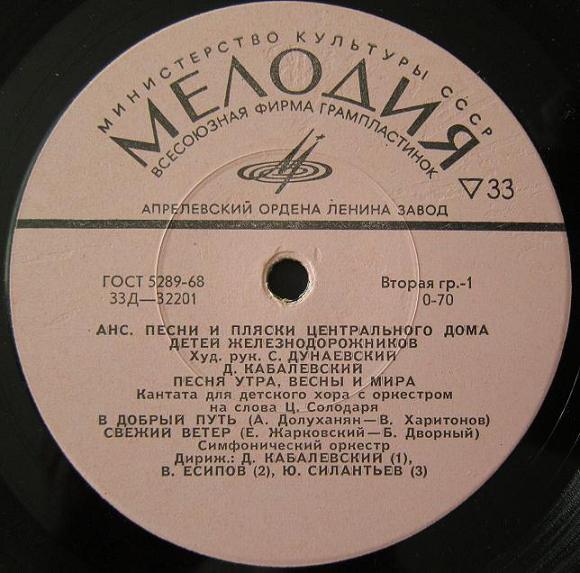 МИНИСТЕРСТВО КУЛЬТУРЫ СССР
МЕЛОДИЯ
ВСЕСОЮЗНАЯ ФИРМА ГРАМПЛАСТИНОК
33
АПРЕЛЕВСКИЙ ОРДЕНА ЛЕНИНА ЗАВОД
ГОСТ 5289-68 Вторая гр.-1
33Д—32201 0-70
АНС. ПЕСНИ И ПЛЯСКИ ЦЕНТРАЛЬНОГО ДОМА
ДЕТЕЙ ЖЕЛЕЗНОДОРОЖНИКОВ
Худ. рук. С. ДУНАЕВСКИЙ
Д. КАБАЛЕВСКИЙ
ПЕСНЯ УТРА, ВЕСНЫ И МИРА
Кантата для детского хора с оркестром
на слова Ц. Солодаря
В ДОБРЫЙ ПУТЬ (А. Долуханян—В. Харитонов)
СВЕЖИЙ ВЕТЕР (Е. Жарковский—Б. Дворный)
Симфонический оркестр
Дириж.: Д. КАБАЛЕВСКИЙ (1),
В. ЕСИПОВ (2), Ю. СИЛАНТЬЕВ (3)